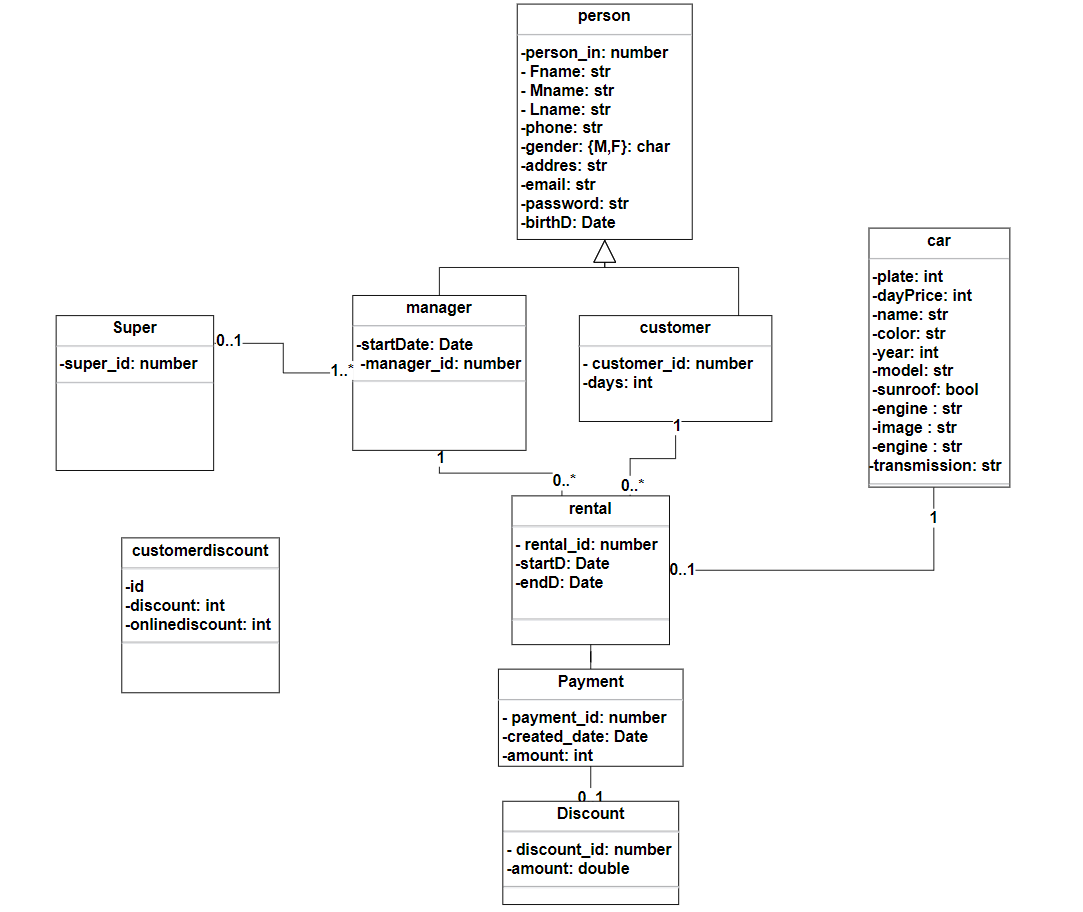 person
-person_in: number
- Fname: str
- Mname: str
- Lname: str
-phone: str
-gender: {M,F}: char
-addres: str
-email: str
-password: str
-birthD: Date
car
-plate: int
-dayPrice: int
-name: str
-color: str
-year: int
-model: str
-sunroof: bool
-engine : str
-image : str
-engine : str
-transmission: str
manager
-startDate: Date
-manager_id: number
Super
-super_id: number
0..1
1..*
customer
- customer_id: number
-days: int
1
1
0..*
0..*
1
0..1
rental
- rental_id: number
-startD: Date
-endD: Date
customerdiscount
-id
-discount: int
-onlinediscount: int
Payment
- payment_id: number
-created_date: Date
-amount: int
0..1
Discount
- discount_id: number
-amount: double